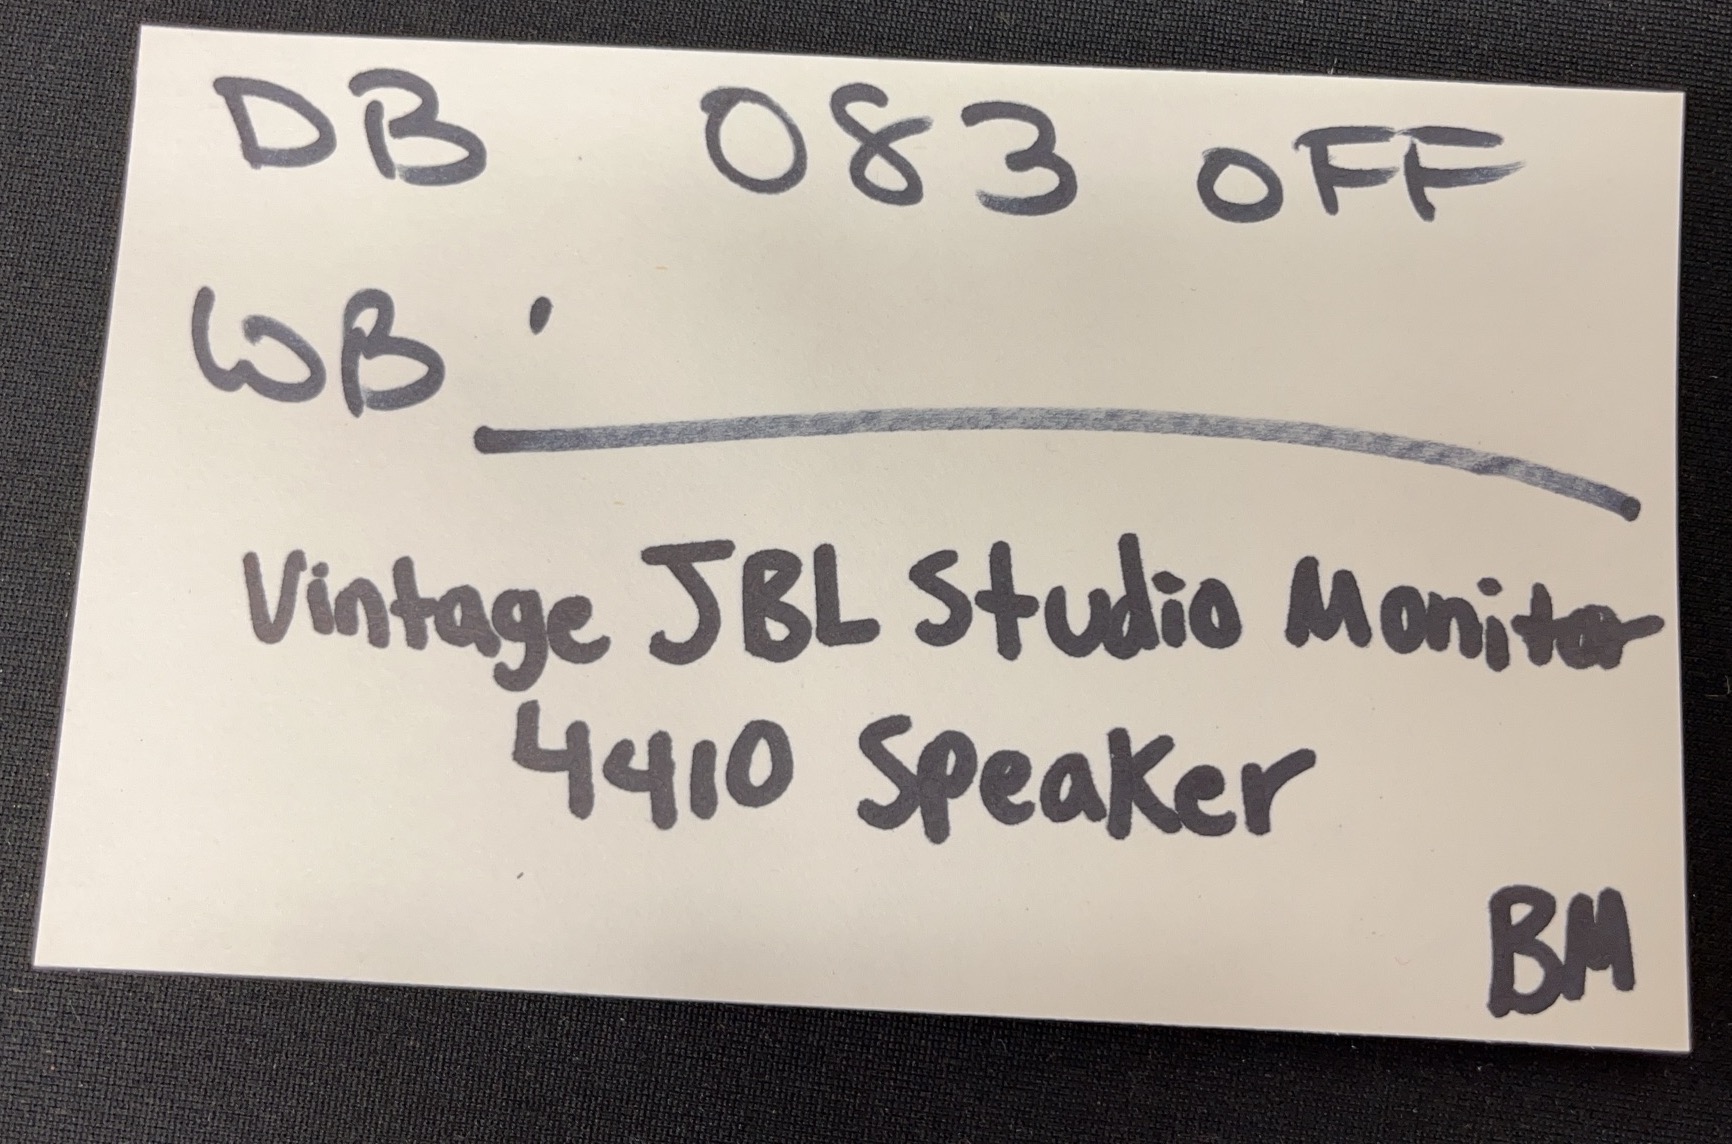 DB 083 OFF
WB
Vintage JBL Studio Monitor
4410 Speaker
BM